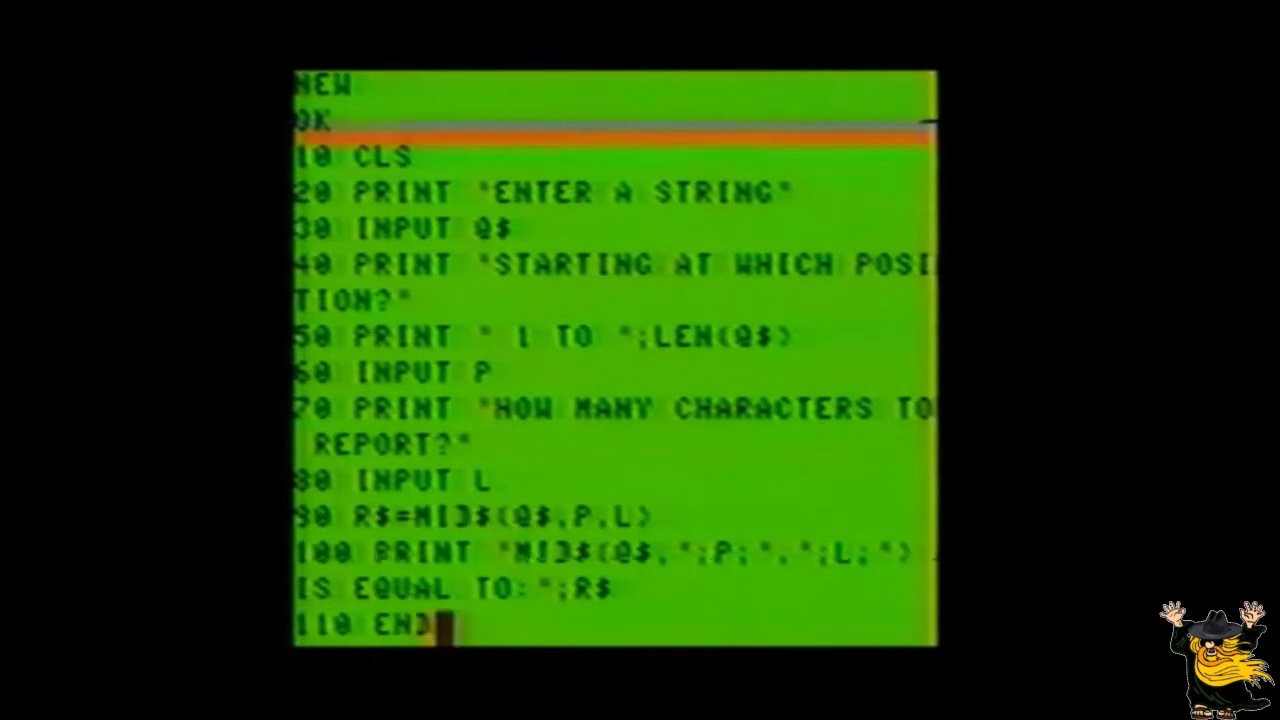 NEW
OK
10 CLS
20 PRINT "ENTER A STRING"
30 INPUT Q$
40 PRINT "STARTING AT WHICH POSI
TION?"
50 PRINT " 1 TO ";LEN(Q$)
60 INPUT P
70 PRINT "HOW MANY CHARACTERS TO
REPORT?"
80 INPUT L
90 R$=MID$(Q$,P,L)
100 PRINT "MID$(Q$,";P;",";L;")
IS EQUAL TO: ";R$
110 END